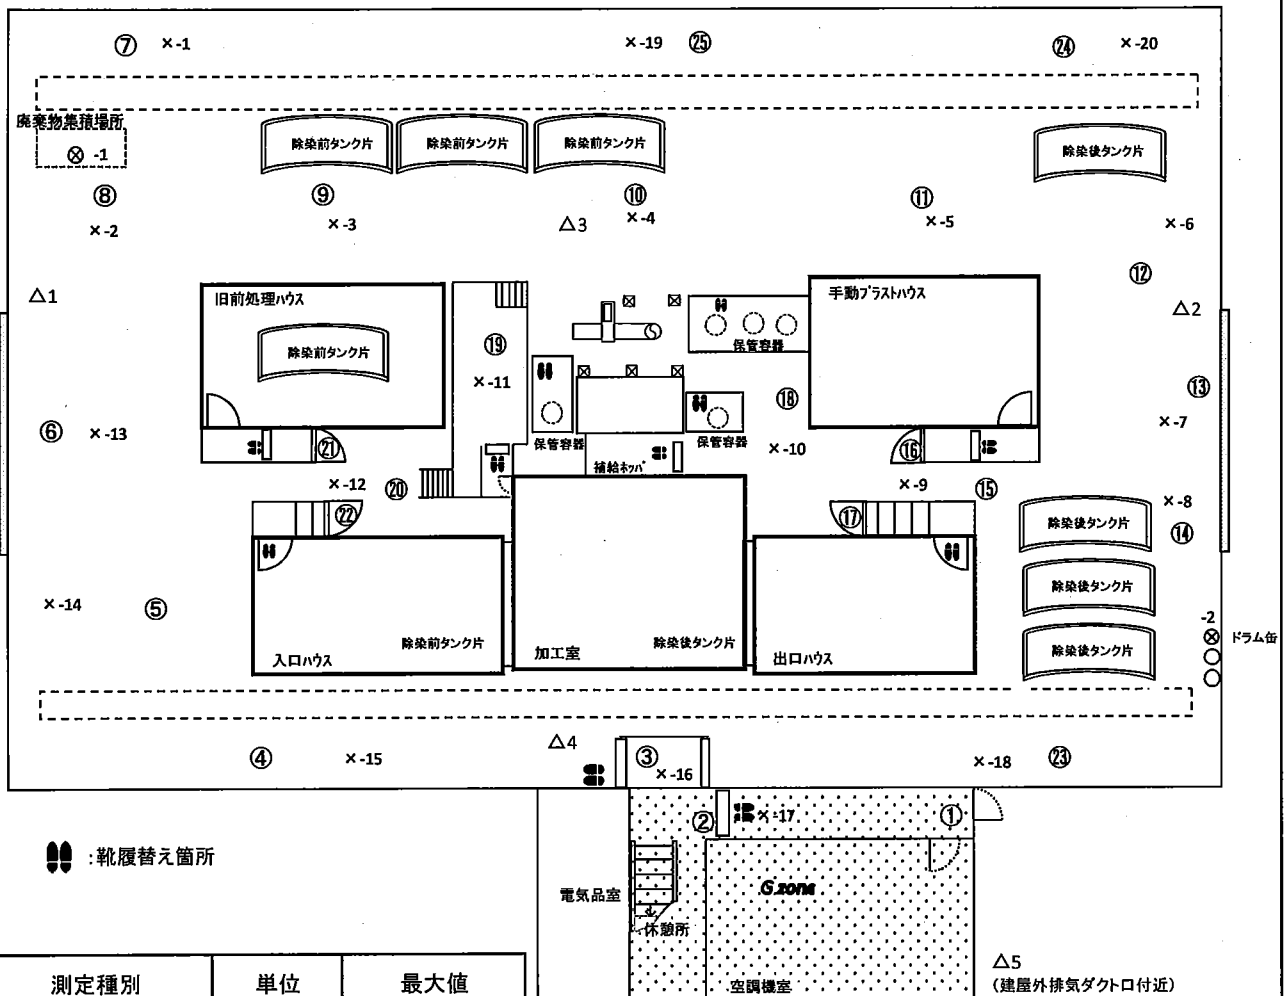 ⑦ ×-1 ×-19 ㉕ ㉔ ×-20
廃棄物集積場所
⊗ -1
除染前タンク片 除染前タンク片 除染前タンク片 除染後タンク片
⑧ ⑨ ⑩ ⑪
×-2 ×-3 △3 ×-4 ×-5 ×-6
⑫
△1 旧前処理ハウス 手動ブラストハウス △2
除染前タンク片 ⑲ 保管容器
×-11 ⑱ ⑬
⑥ ×-13 ×-7
㉑ 保管容器 保管容器 ×-10 ⑯
補給ホッパ
×-12 ⑳ ×-9 ⑮ ×-8
㉒ ⑰ 除染後タンク片 ⑭
除染後タンク片
×-14 ⑤ -2
入口ハウス 除染前タンク片 加工室 除染後タンク片 出口ハウス 除染後タンク片 ⊗ ドラム缶
④ ×-15 △4 ③ ×-16 ×-18 ㉓
② ×-17 ①
:靴履替え箇所
電気品室 G.zone
休憩所
空調機室
△5
(建屋外排気ダクト口付近)
測定種別 単位 最大値